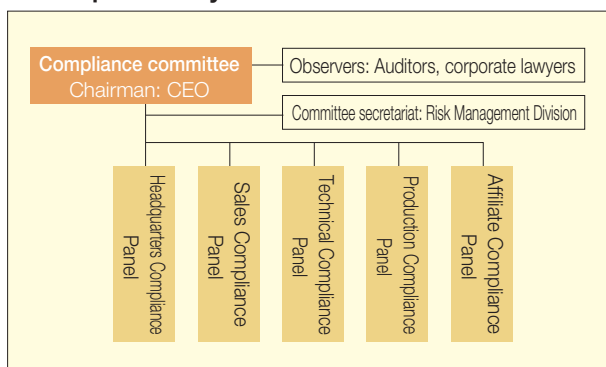 Compliance committee
Chairman: CEO
Observers: Auditors, corporate lawyers
Committee secretariat: Risk Management Division
Headquarters Compliance
Panel
Sales Compliance
Panel
Technical Compliance
Panel
Production Compliance
Panel
Affiliate Compliance
Panel